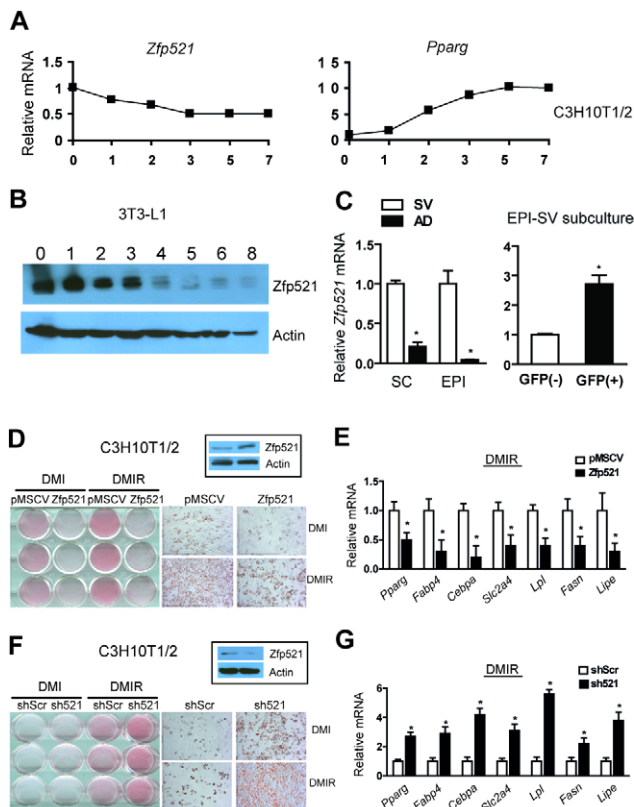 A
Zfp521
Pparg
Relative mRNA
1.5
1
0.5
0
0 1 2 3 5 7
1 5
1 0
0 5
0
0 1 2 3 5 7
C3H10T1/2
B
3T3-L1
0 1 2 3 4 5 6 8
Zfp521
Actin
C
SV
AD
EPI-SV subculture
Relative Zfp521 mRNA
1.5
1.0
0.5
0.0
* *
SC EPI
4
3
2
1
0
*
GFP(-) GFP(+)
D
C3H10T1/2
Zfp521
Actin
DMI DMIR
pMSCV Zfp521 pMSCV Zfp521
pMSCV Zfp521
DMI
DMIR
E
pMSCV
Zfp521
DMIR
Relative mRNA
1.5
1.0
0.5
0.0
* * * * * * *
Pparg Fabp4 Cebpa Slc2a4 Lpl Fasn Lipe
F
C3H10T1/2
Zfp521
Actin
DMI DMIR
shScr sh521 shScr sh521
shScr sh521
DMI
DMIR
G
shScr
sh521
DMIR
Relative mRNA
6
4
2
0
* * * * * * *
Pparg Fabp4 Cebpa Slc2a4 Lpl Fasn Lipe